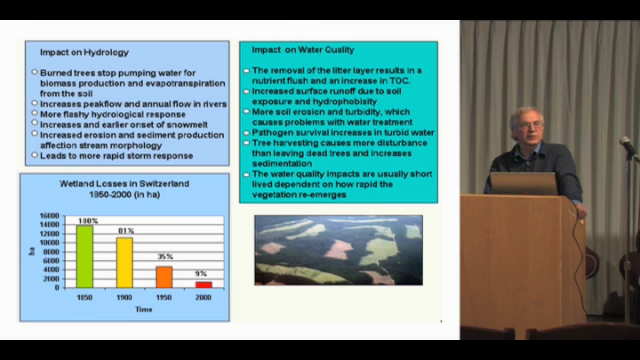 Impact on Hydrology
Burned trees stop pumping water for
biomass production and evapotranspiration
from the soil
Increases peakflow and annual flow in rivers
More flashy hydrological response
Increases and earlier onset of snowmelt
Increased erosion and sediment production
affection stream morphology
Leads to more rapid storm response
Impact on Water Quality
The removal of the litter layer results in a
nutrient flush and an increase in TOC.
Increased surface runoff due to soil
exposure and hydrophobisity
More soil erosion and turbidity, which
causes problems with water treatment
Pathogen survival increases in turbid water
Tree harvesting causes more disturbance
than leaving dead trees and increases
sedimentation
The water quality impacts are usually short
lived dependent on how rapid the
vegetation re-emerges
Wetland Losses in Switzerland
1850-2000 (in ha)
16000
14000
12000
10000
8000
6000
4000
2000
0
ha
100%
81%
35%
9%
1850
1900
1950
2000
Time